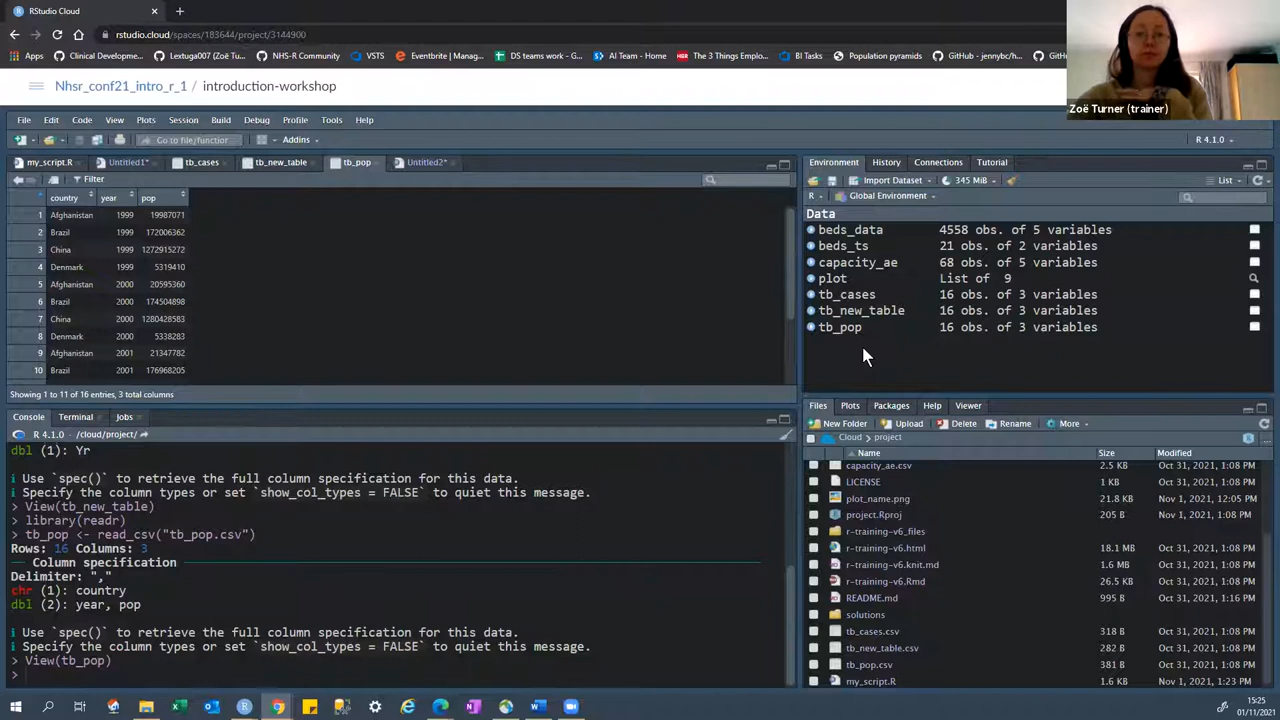 RStudio Cloud
rstudio.cloud/spaces/183644/project/3144900
Apps
Clinical Developme...
Lextuga007 (Zoë Tu...
NHS-R Community
VSTS
Eventbrite | Manag...
DS teams work - G...
AI Team - Home
The 3 Things Emplo...
BI Tasks
Population pyramids
GitHub - jennybc/h...
GitH
Zoë Turner (trainer)
Nhsr_conf21_intro_r_1 / introduction-workshop
File Edit Code View Plots Session Build Debug Profile Tools Help
Go to file/function
Addins
R 4.1.0
my_script.R
Untitled1*
tb_cases
tb_new_table
tb_pop
Untitled2*
Filter
country year pop
1 Afghanistan 1999 19987071
2 Brazil 1999 172006362
3 China 1999 1272915272
4 Denmark 1999 5319410
5 Afghanistan 2000 20595360
6 Brazil 2000 174504898
7 China 2000 1280428583
8 Denmark 2000 5338283
9 Afghanistan 2001 21347782
10 Brazil 2001 176968205
Showing 1 to 11 of 16 entries, 3 total columns
Console Terminal Jobs
R 4.1.0 · /cloud/project/
dbl (1): Yr
i Use `spec()` to retrieve the full column specification for this data.
i Specify the column types or set `show_col_types = FALSE` to quiet this message.
> View(tb_new_table)
> library(readr)
> tb_pop <- read_csv("tb_pop.csv")
Rows: 16 Columns: 3
Column specification
Delimiter: ","
chr (1): country
dbl (2): year, pop
i Use `spec()` to retrieve the full column specification for this data.
i Specify the column types or set `show_col_types = FALSE` to quiet this message.
> View(tb_pop)
>
Environment History Connections Tutorial
Import Dataset
345 MiB
List
R
Global Environment
Data
beds_data 4558 obs. of 5 variables
beds_ts 21 obs. of 2 variables
capacity_ae 68 obs. of 5 variables
plot List of 9
tb_cases 16 obs. of 3 variables
tb_new_table 16 obs. of 3 variables
tb_pop 16 obs. of 3 variables
Files Plots Packages Help Viewer
New Folder Upload Delete Rename More
Cloud > project
Name Size Modified
capacity_ae.csv 2.5 KB Oct 31, 2021, 1:08 PM
LICENSE 1 KB Oct 31, 2021, 1:08 PM
plot_name.png 21.8 KB Nov 1, 2021, 12:05 PM
project.Rproj 205 B Nov 1, 2021, 1:08 PM
r-training-v6_files
r-training-v6.html 18.1 MB Oct 31, 2021, 1:08 PM
r-training-v6.knit.md 1.6 MB Oct 31, 2021, 1:08 PM
r-training-v6.Rmd 26.5 KB Oct 31, 2021, 1:08 PM
README.md 995 B Oct 31, 2021, 1:16 PM
solutions
tb_cases.csv 318 B Oct 31, 2021, 1:08 PM
tb_new_table.csv 282 B Oct 31, 2021, 1:08 PM
tb_pop.csv 381 B Oct 31, 2021, 1:08 PM
my_script.R 1.6 KB Nov 1, 2021, 1:23 PM
15:25
01/11/2021